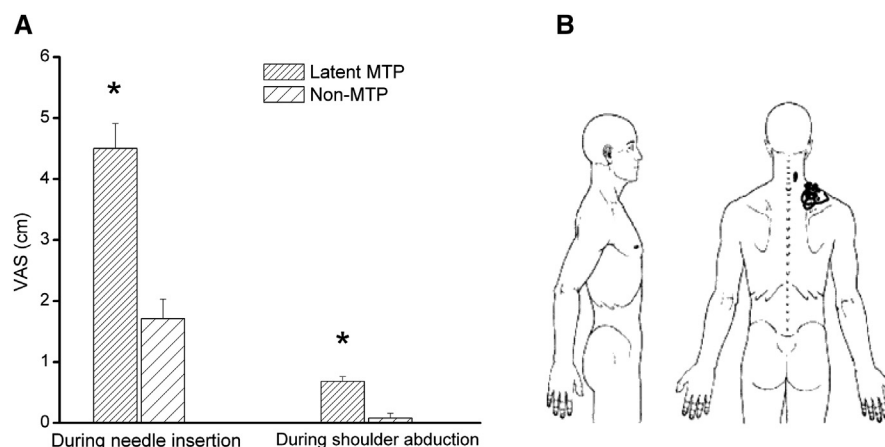 A
B
6
5
4
3
2
1
0
VAS (cm)
*
*
Latent MTP
Non-MTP
During needle insertion
During shoulder abduction